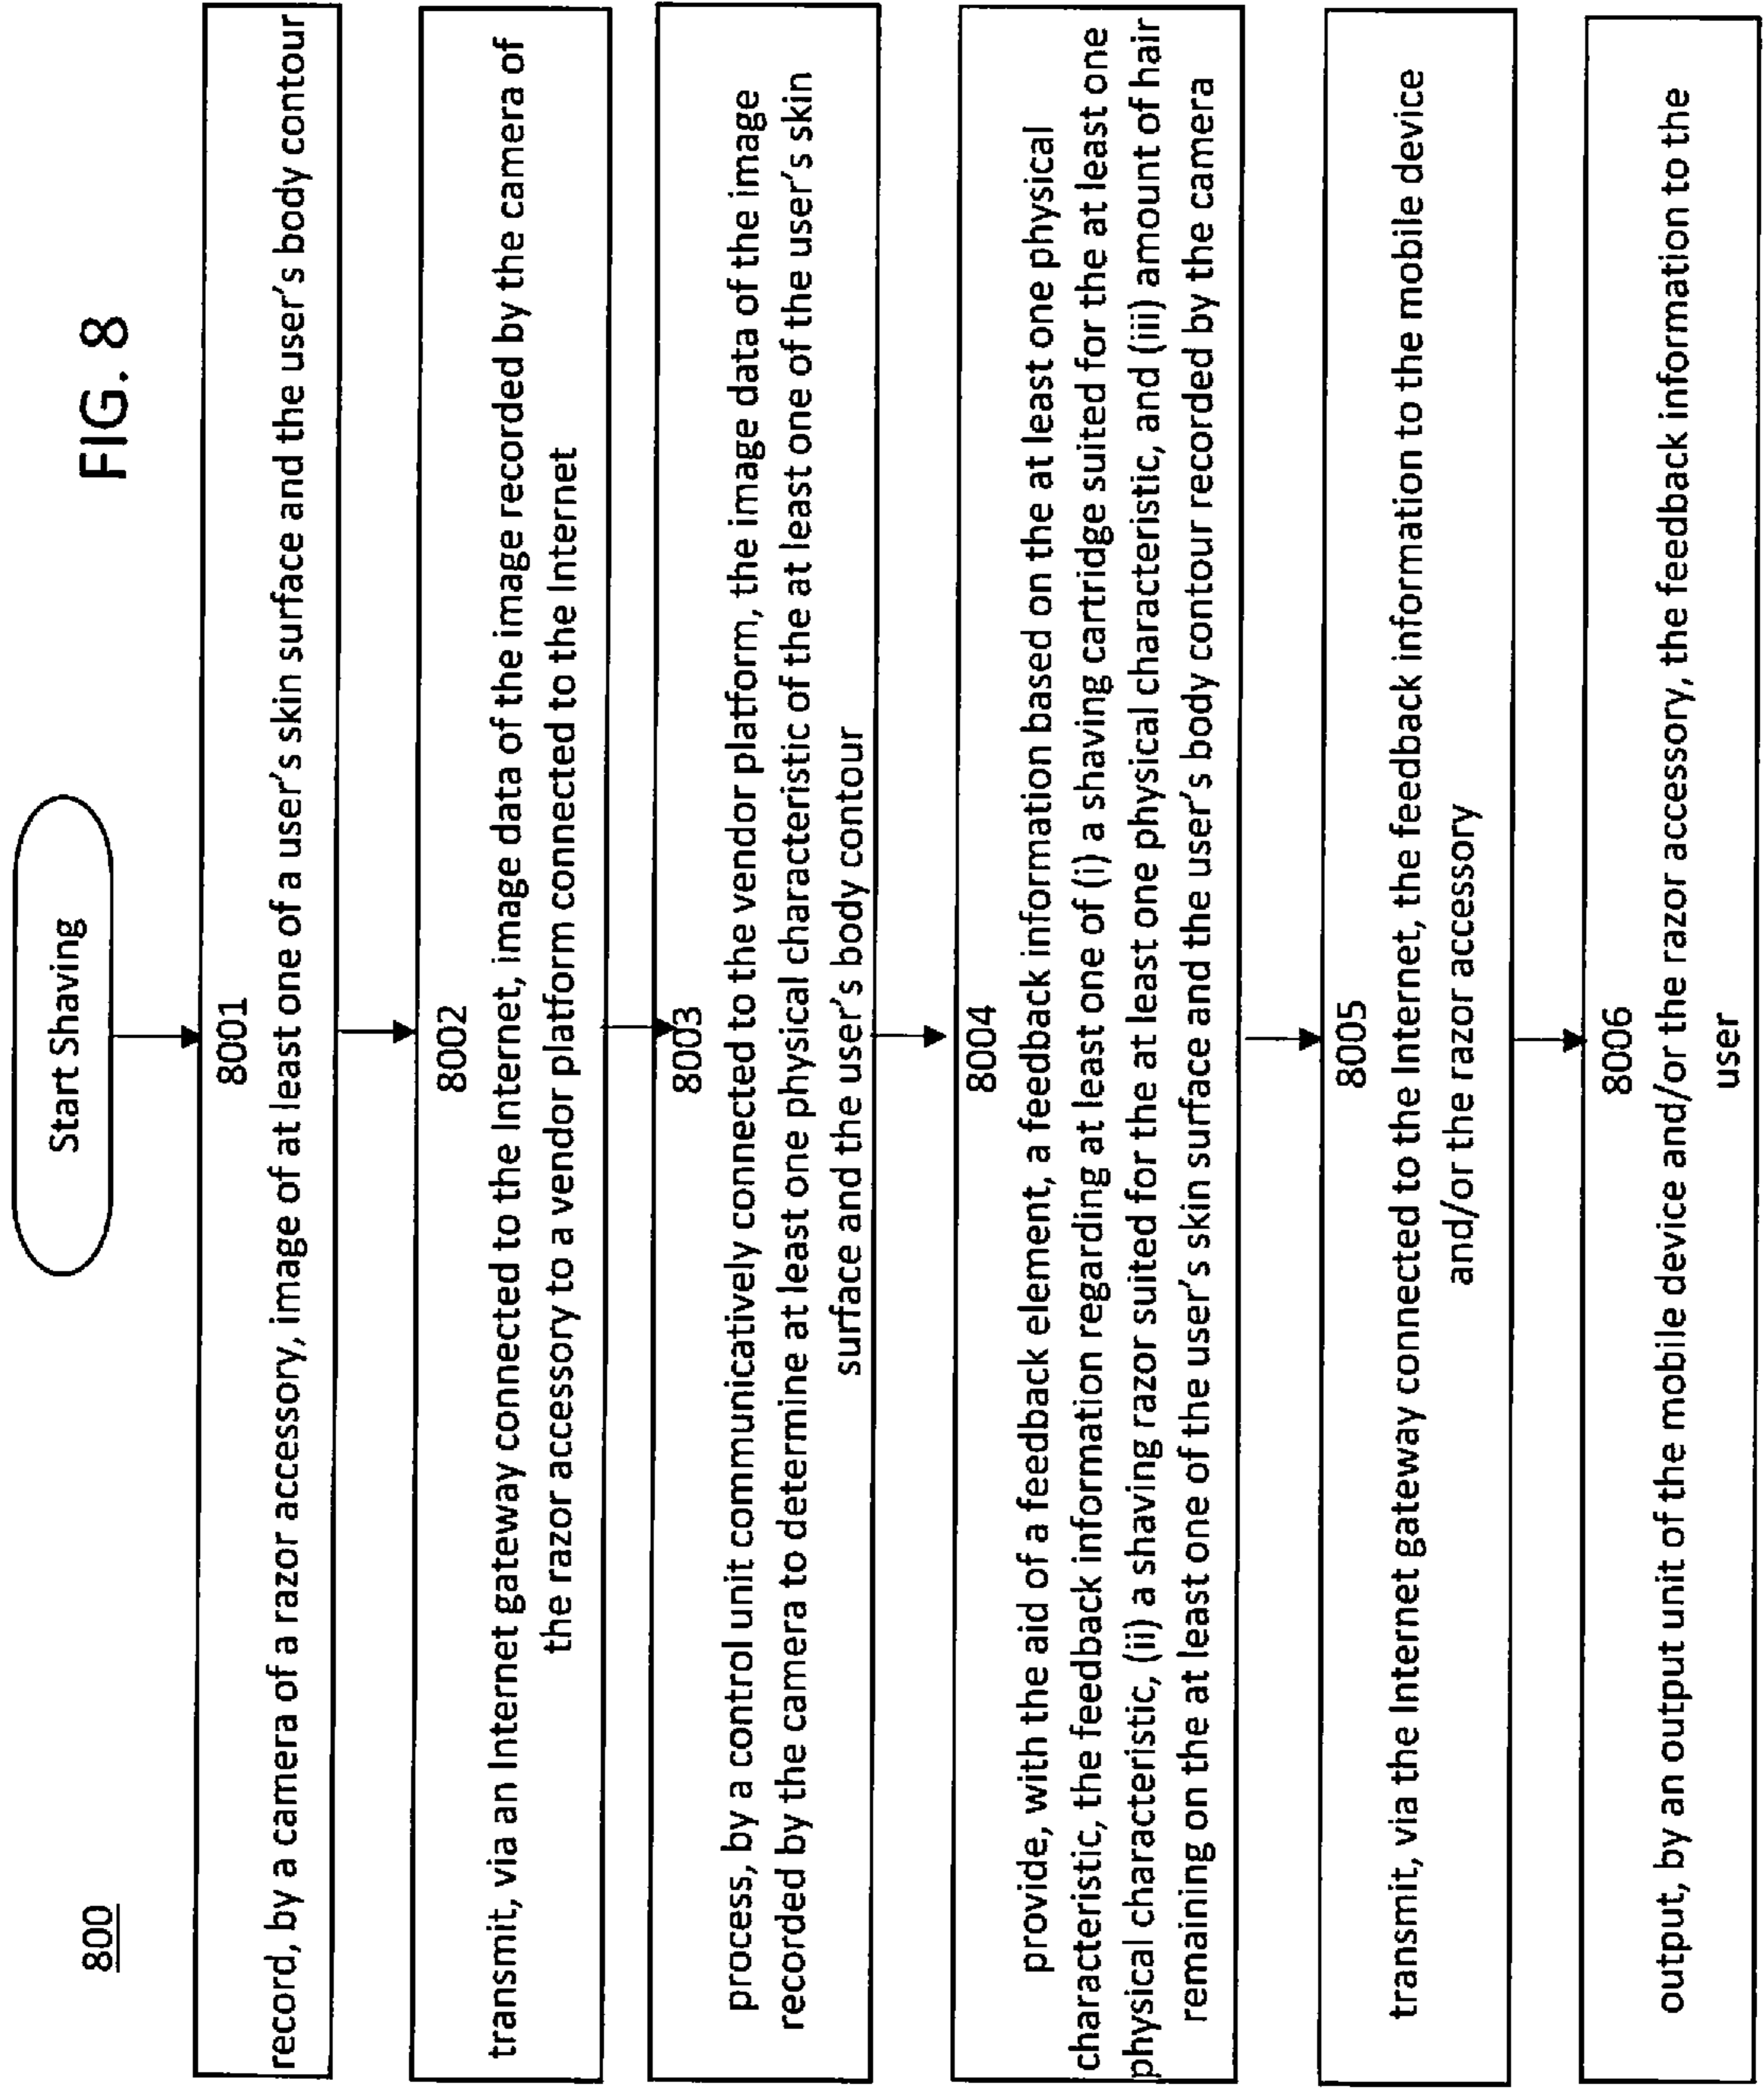 800
FIG. 8
Start Shaving
8001
record, by a camera of a razor accessory, image of at least one of a user's skin surface and the user's body contour
8002
transmit, via an Internet gateway connected to the Internet, image data of the image recorded by the camera of
the razor accessory to a vendor platform connected to the Internet
8003
process, by a control unit communicatively connected to the vendor platform, the image data of the image
recorded by the camera to determine at least one physical characteristic of the at least one of the user's skin
surface and the user's body contour
8004
provide, with the aid of a feedback element, a feedback information based on the at least one physical
characteristic, the feedback information regarding at least one of (i) a shaving cartridge suited for the at least one
physical characteristic, (ii) a shaving razor suited for the at least one physical characteristic, and (iii) amount of hair
remaining on the at least one of the user's skin surface and the user's body contour recorded by the camera
8005
transmit, via the Internet gateway connected to the Internet, the feedback information to the mobile device
and/or the razor accessory
8006
output, by an output unit of the mobile device and/or the razor accessory, the feedback information to the
user